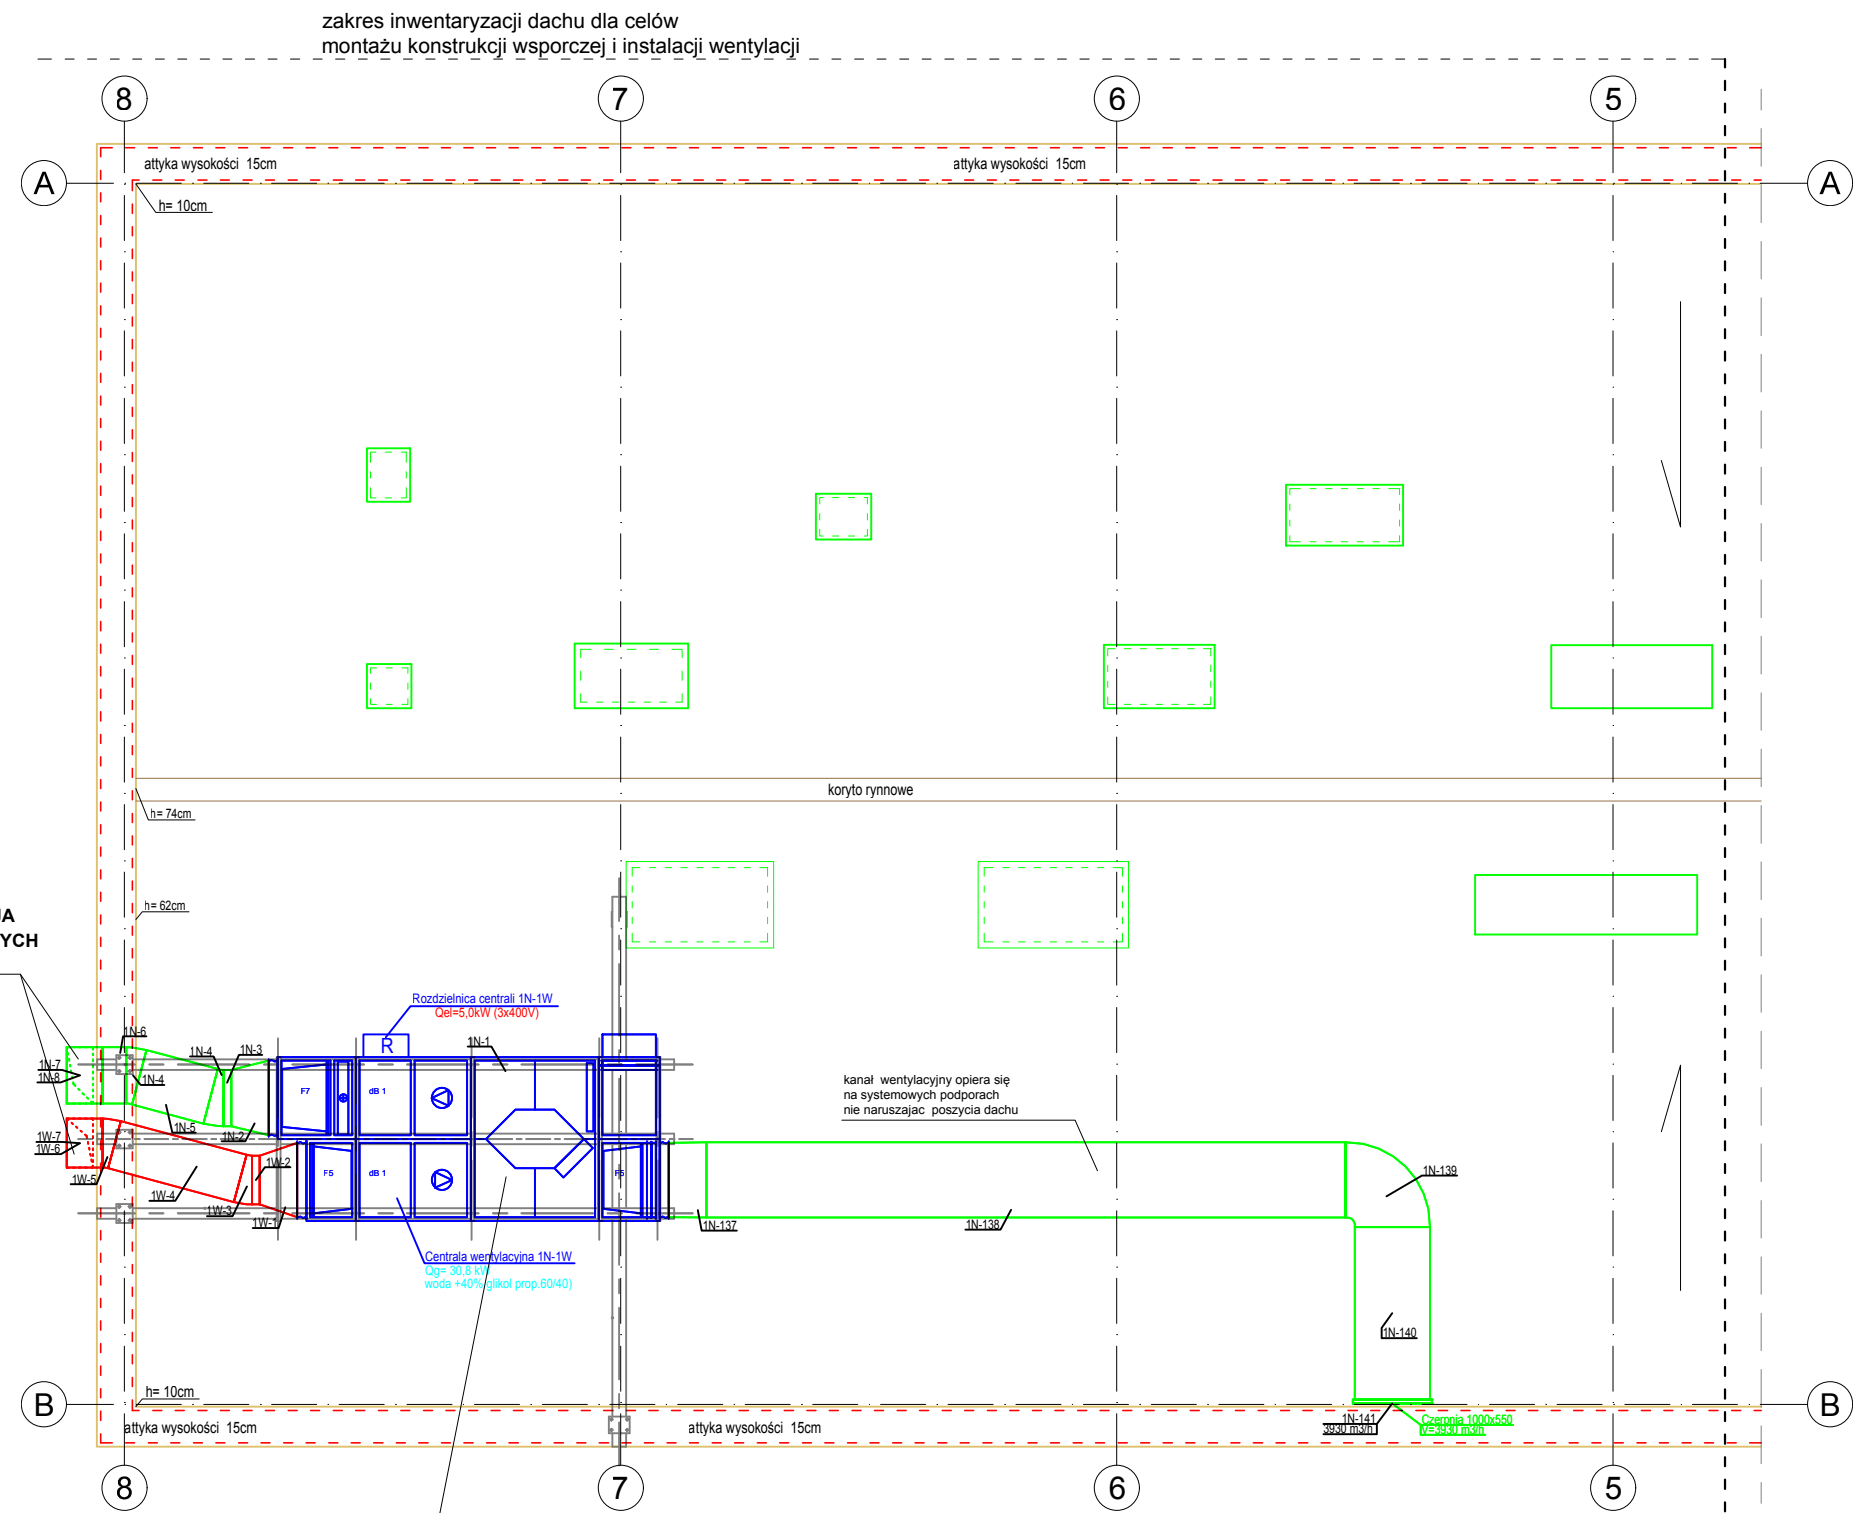 zakres inwentaryzacji dachu dla celów
montażu konstrukcji wsporczej i instalacji wentylacji
8
7
6
5
attyka wysokości 15cm
attyka wysokości 15cm
A
A
h= 10cm
koryto rynnowe
h= 74cm
h= 62cm
JA
YCH
Rozdzielnica centrali 1N-1W
Qel=5,0kW (3x400V)
R
1N-1
1N-6
1N-4
1N-3
1N-7
1N-8
1N-4
1N-5
1N-2
F7
dB 1
kanał wentylacyjny opiera się
na systemowych podporach
nie naruszajac poszycia dachu
1W-7
1W-6
1W-5
1W-4
1W-3
1W-2
1W-1
F5
dB 1
F5
1N-137
1N-138
1N-139
1N-140
Centrala wentylacyjna 1N-1W
Qg= 30,8 kW
woda +40% glikol prop.60/40)
h= 10cm
B
B
attyka wysokości 15cm
attyka wysokości 15cm
1N-141
3930 m3/h
Czerpnia 1000x550
V=3930 m3/h
8
7
6
5